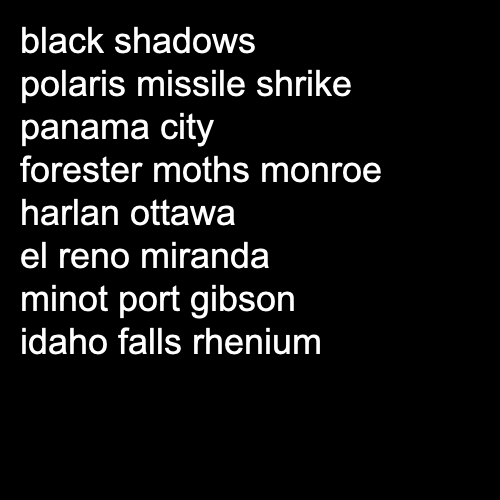 black shadows
polaris missile shrike
panama city
forester moths monroe
harlan ottawa
el reno miranda
minot port gibson
idaho falls rhenium